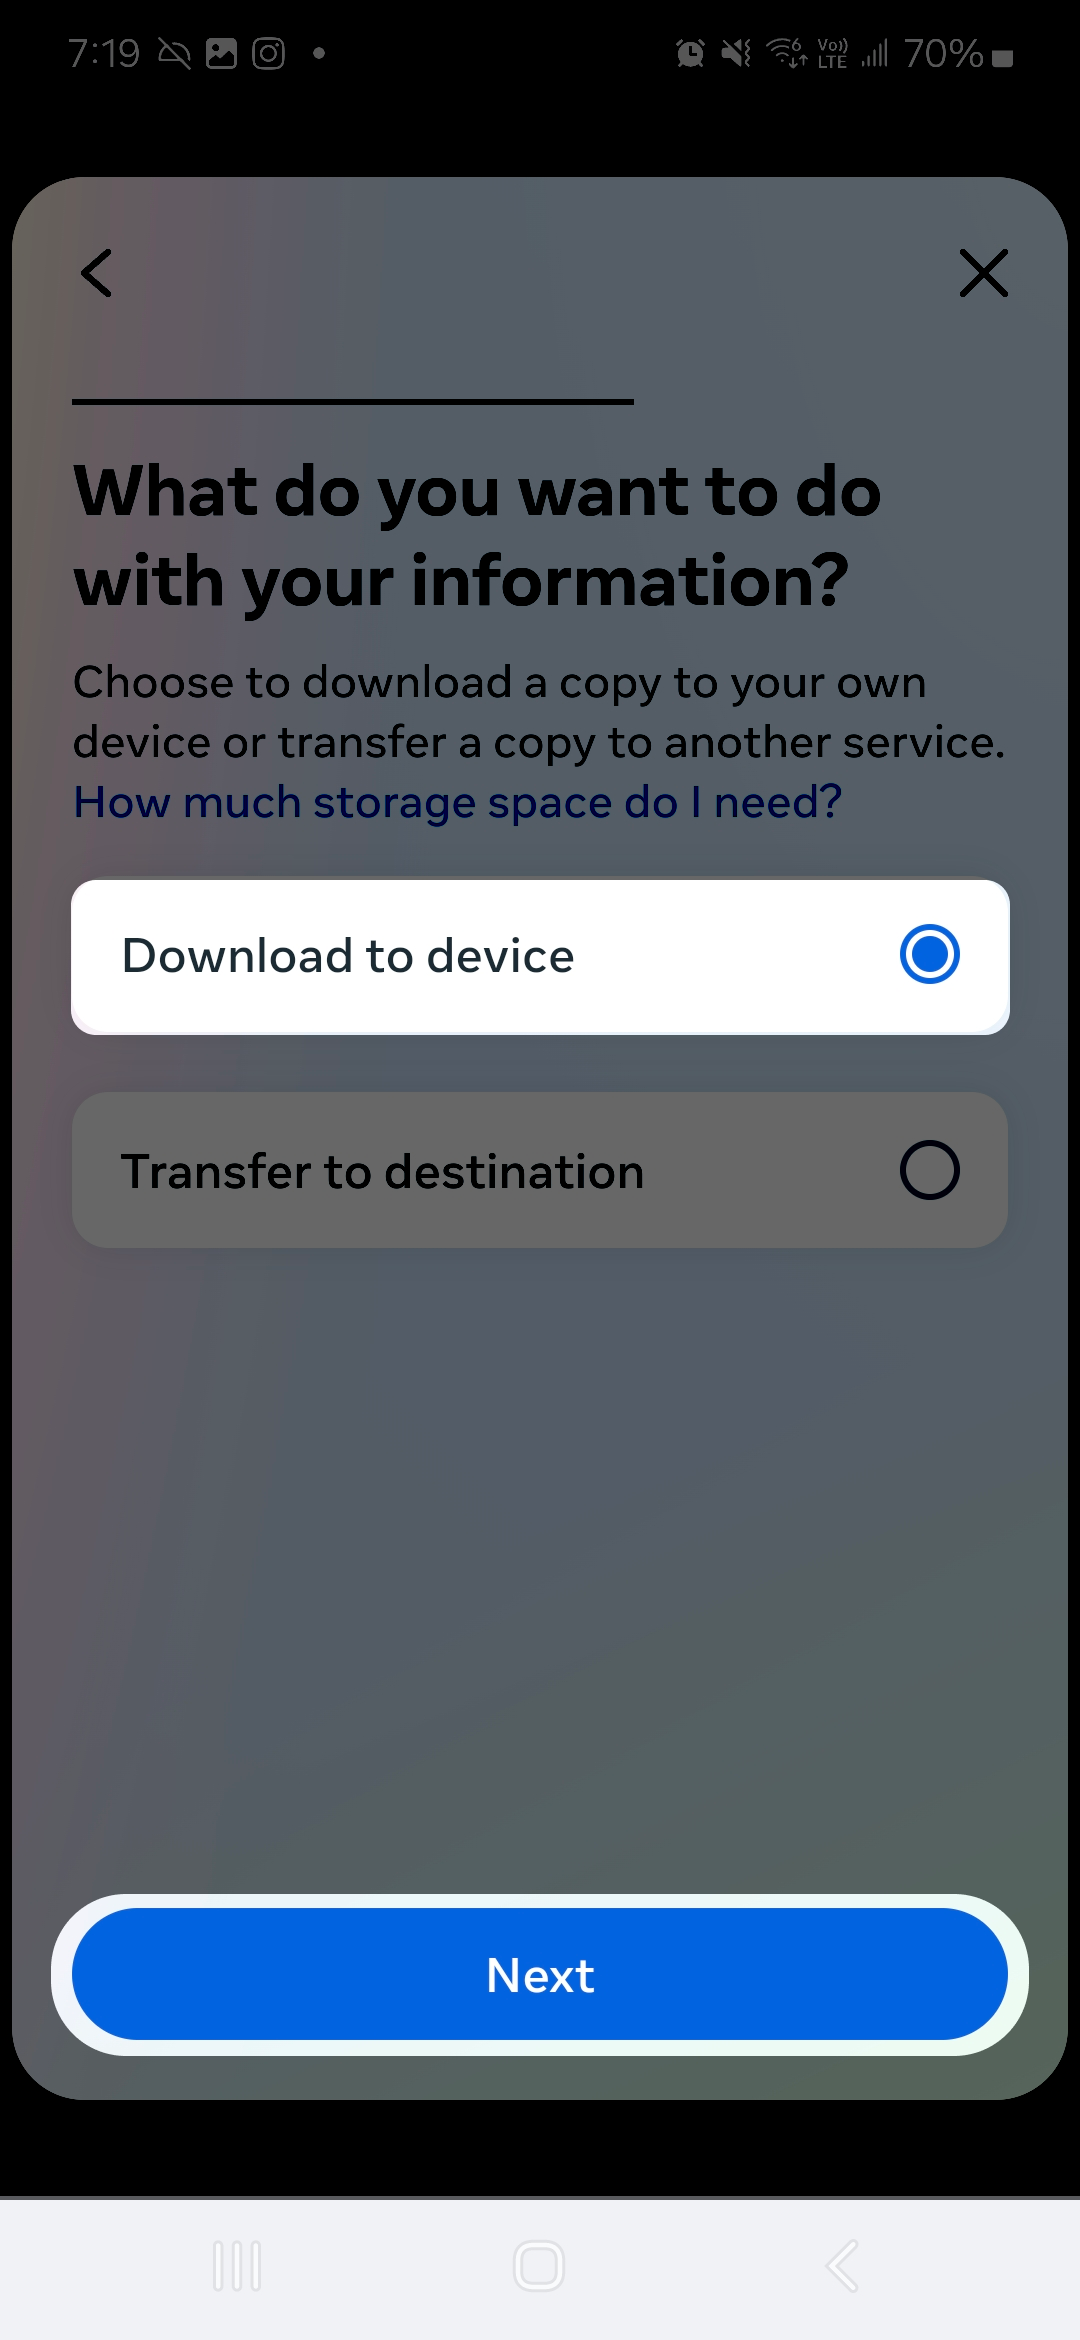 7:19
6 Vo)) LTE 70%
What do you want to do
with your information?
Choose to download a copy to your own
device or transfer a copy to another service.
How much storage space do I need?
Download to device
Transfer to destination
Next